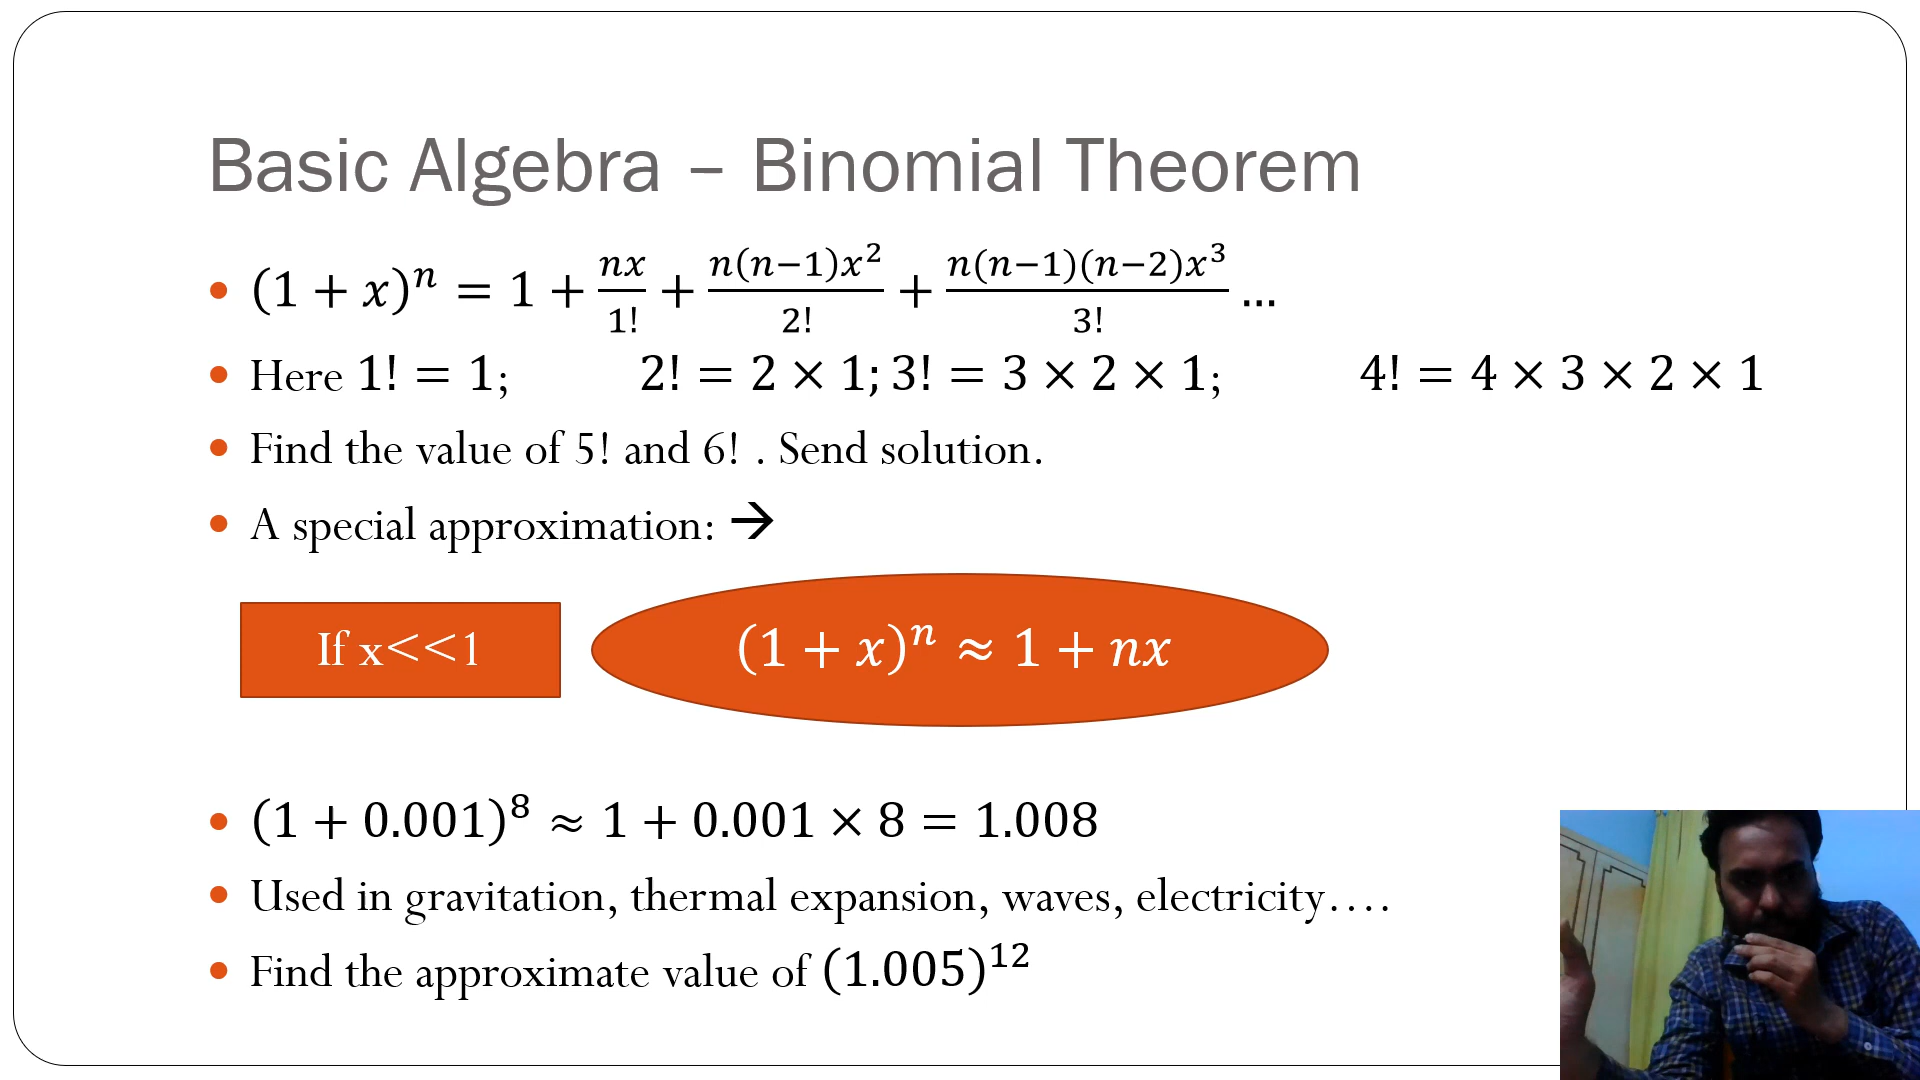 Basic Algebra – Binomial Theorem
• (1 + x)ⁿ = 1 + nx/1! + n(n−1)x²/2! + n(n−1)(n−2)x³/3! …
• Here 1! = 1; 2! = 2 × 1; 3! = 3 × 2 × 1; 4! = 4 × 3 × 2 × 1
• Find the value of 5! and 6! . Send solution.
• A special approximation: →
If x<<1
(1 + x)ⁿ ≈ 1 + nx
• (1 + 0.001)⁸ ≈ 1 + 0.001 × 8 = 1.008
• Used in gravitation, thermal expansion, waves, electricity….
• Find the approximate value of (1.005)¹²